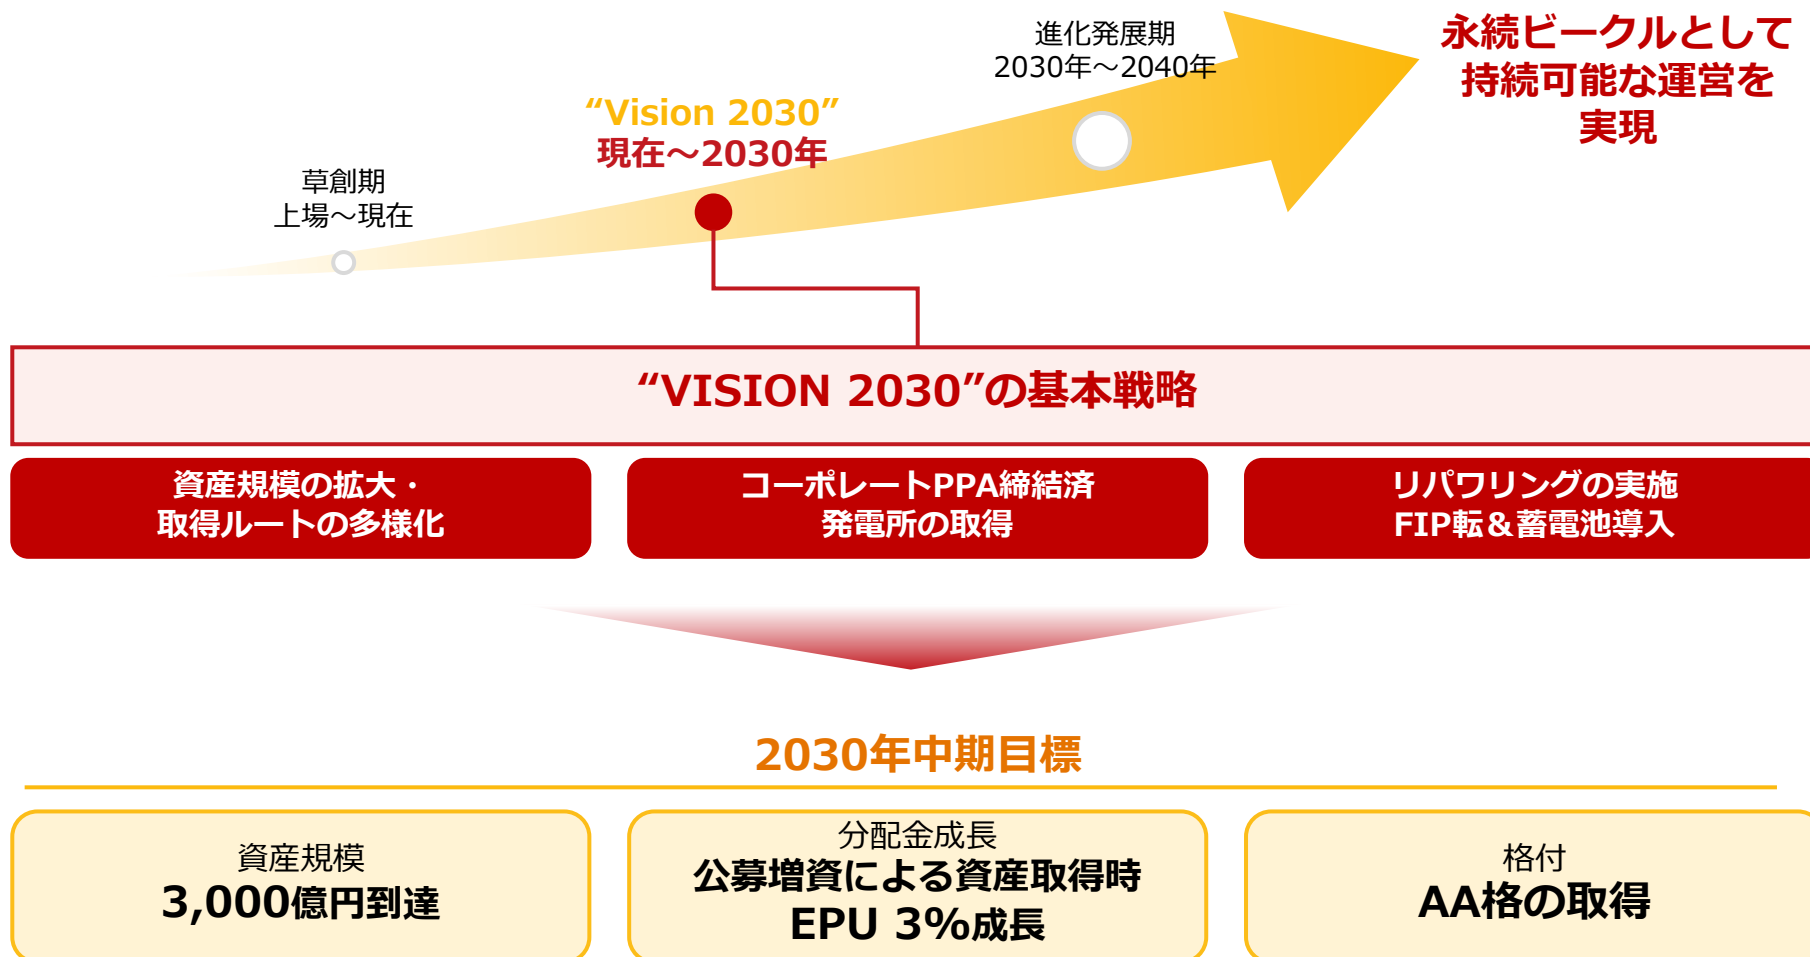 草創期
上場～現在
“Vision 2030”
現在～2030年
進化発展期
2030年～2040年
永続ビークルとして
持続可能な運営を
実現
“VISION 2030”の基本戦略
資産規模の拡大・
取得ルートの多様化
コーポレートPPA締結済
発電所の取得
リパワリングの実施
FIP転＆蓄電池導入
2030年中期目標
資産規模
3,000億円到達
分配金成長
公募増資による資産取得時
EPU 3%成長
格付
AA格の取得